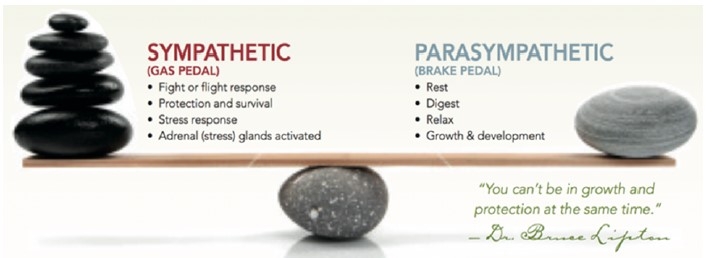 SYMPATHETIC
(GAS PEDAL)
• Fight or flight response
• Protection and survival
• Stress response
• Adrenal (stress) glands activated
PARASYMPATHETIC
(BRAKE PEDAL)
• Rest
• Digest
• Relax
• Growth & development
“You can’t be in growth and
protection at the same time.”
– Dr. Bruce Lipton